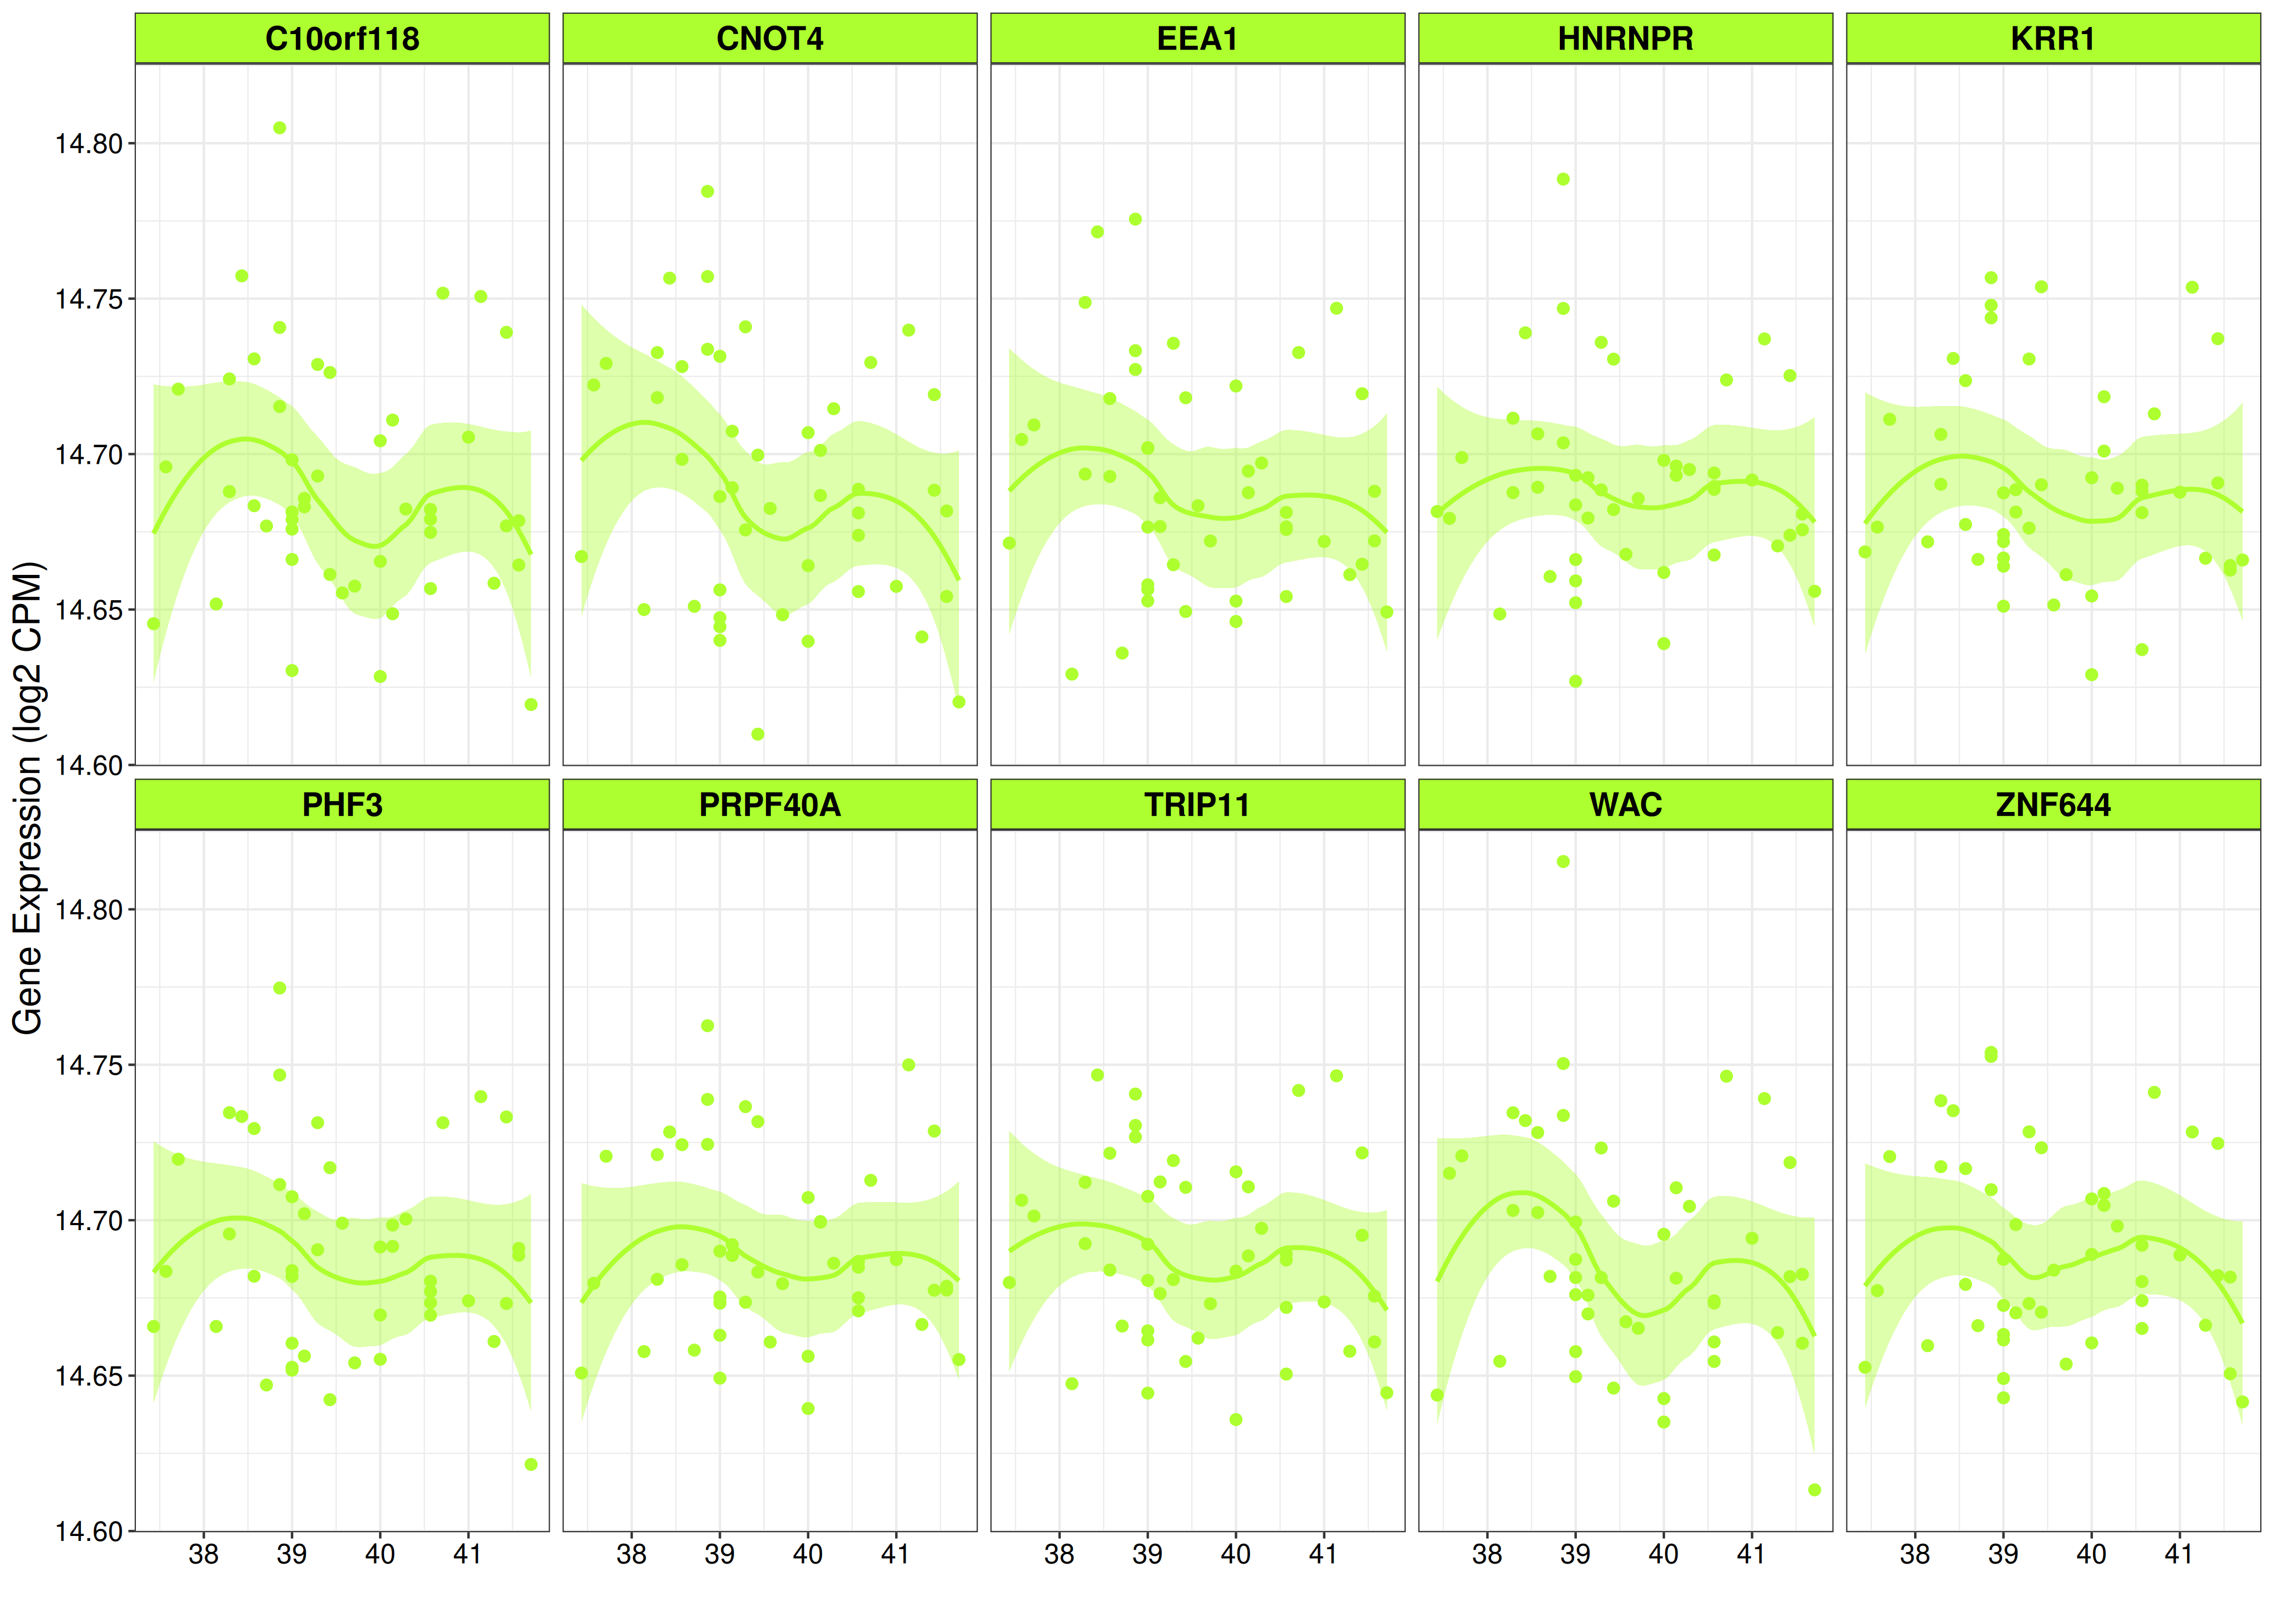 C10orf118 CNOT4 EEA1 HNRNPR KRR1
14.80
14.75
14.70
14.65
14.60
Gene Expression (log2 CPM)
PHF3 PRPF40A TRIP11 WAC ZNF644
14.80
14.75
14.70
14.65
14.60
38 39 40 41 38 39 40 41 38 39 40 41 38 39 40 41 38 39 40 41